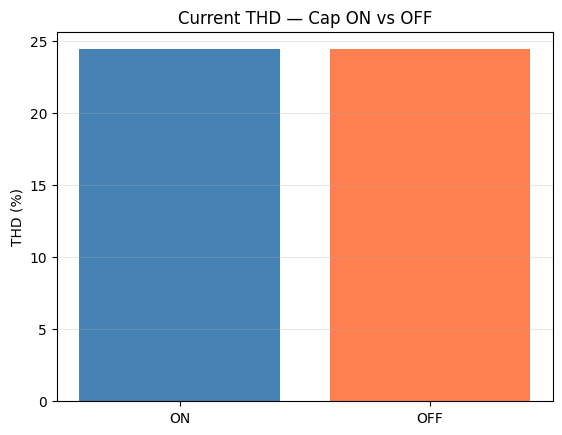 Current THD — Cap ON vs OFF
THD (%)
25
20
15
10
5
0
ON
OFF